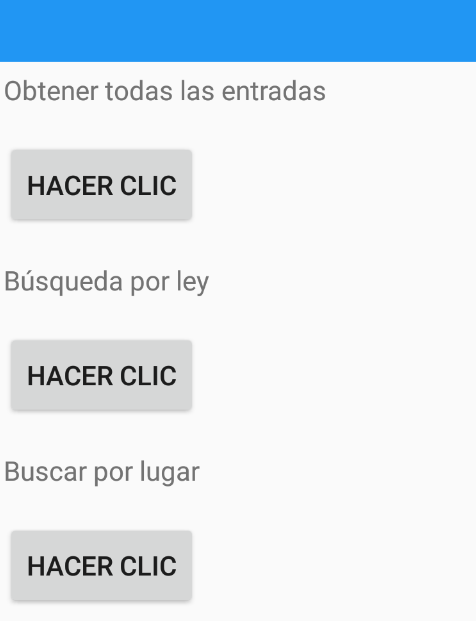 Obtener todas las entradas
HACER CLIC
Búsqueda por ley
HACER CLIC
Buscar por lugar
HACER CLIC